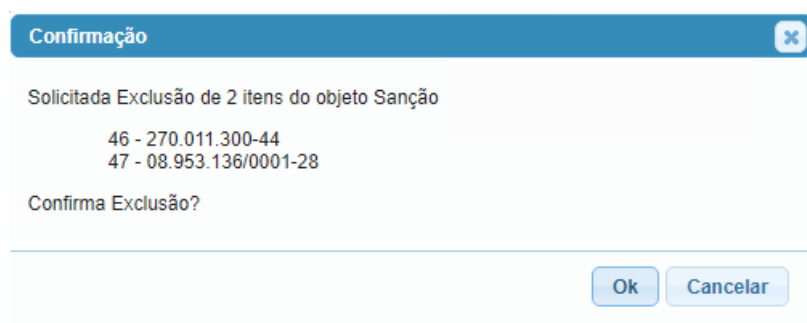 Confirmação
Solicitada Exclusão de 2 itens do objeto Sanção
46 - 270.011.300-44
47 - 08.953.136/0001-28
Confirma Exclusão?
Ok
Cancelar